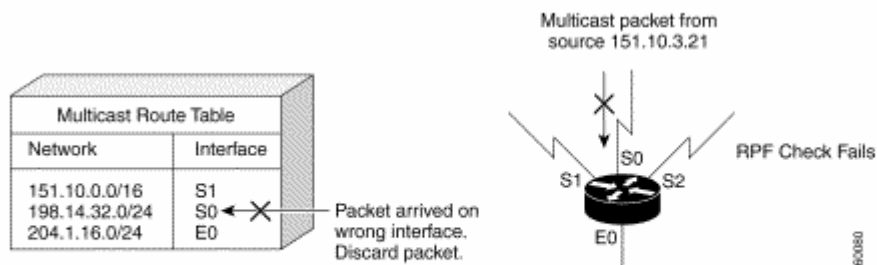 Multicast Route Table
Network Interface
151.10.0.0/16 S1
198.14.32.0/24 S0
204.1.16.0/24 E0
Packet arrived on
wrong interface.
Discard packet.
Multicast packet from
source 151.10.3.21
S0
S1
S2
E0
RPF Check Fails
60080